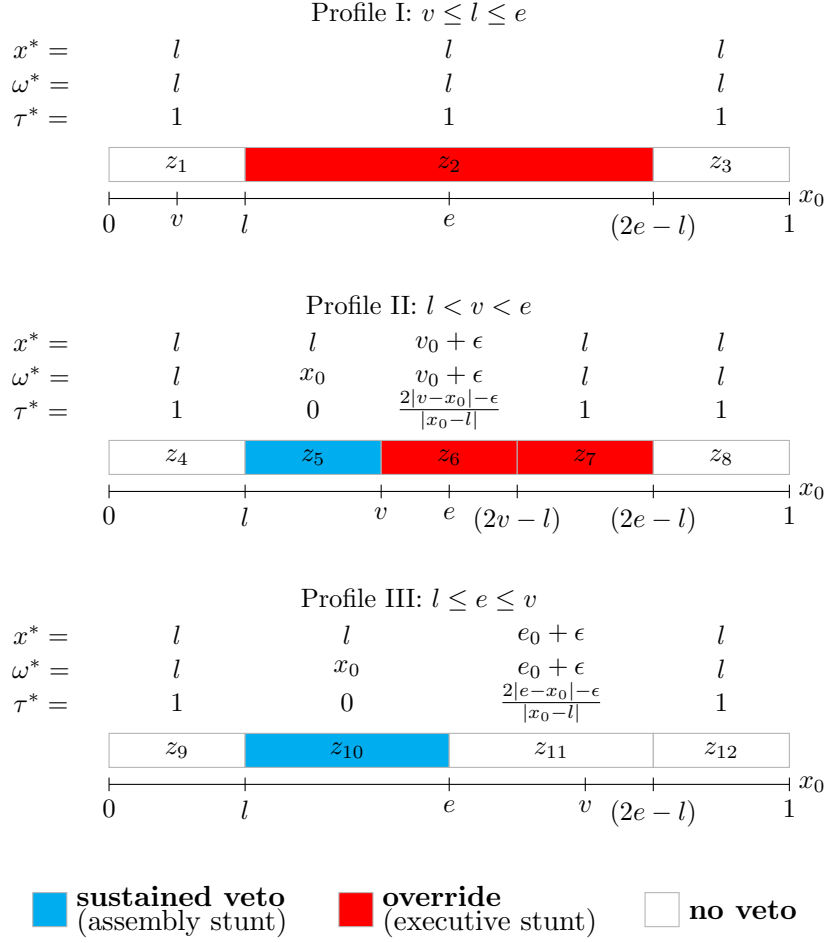 Profile I: v ≤ l ≤ e
x* = l l l
ω* = l l l
τ* = 1 1 1
z₁ z₂ z₃
x₀
0 v l e (2e − l) 1
Profile II: l < v < e
x* = l l v₀ + ϵ l l
ω* = l x₀ v₀ + ϵ l l
τ* = 1 0 2|v−x₀|−ϵ / |x₀−l| 1 1
z₄ z₅ z₆ z₇ z₈
x₀
0 l v e (2v − l) (2e − l) 1
Profile III: l ≤ e ≤ v
x* = l l e₀ + ϵ l
ω* = l x₀ e₀ + ϵ l
τ* = 1 0 2|e−x₀|−ϵ / |x₀−l| 1
z₉ z₁₀ z₁₁ z₁₂
x₀
0 l e v (2e − l) 1
sustained veto override no veto
(assembly stunt) (executive stunt)